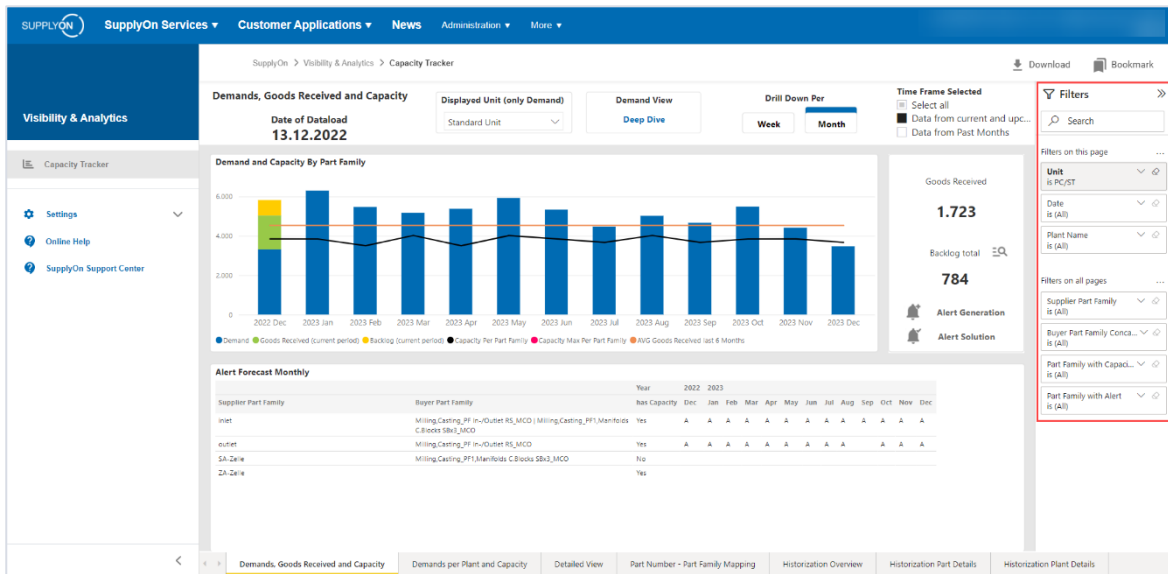 SUPPLYON
SupplyOn Services ▾ Customer Applications ▾ News Administration ▾ More ▾
SupplyOn > Visibility & Analytics > Capacity Tracker
Download Bookmark
Visibility & Analytics
Capacity Tracker
Settings
Online Help
SupplyOn Support Center
Demands, Goods Received and Capacity
Date of Dataload
13.12.2022
Displayed Unit (only Demand)
Standard Unit
Demand View
Deep Dive
Drill Down Per
Week Month
Time Frame Selected
Select all
Data from current and upc...
Data from Past Months
Demand and Capacity By Part Family
6.000
4.000
2.000
0
2022 Dec 2023 Jan 2023 Feb 2023 Mar 2023 Apr 2023 May 2023 Jun 2023 Jul 2023 Aug 2023 Sep 2023 Oct 2023 Nov 2023 Dec
Demand Goods Received (current period) Backlog (current period) Capacity Per Part Family Capacity Max Per Part Family AVG Goods Received last 6 Months
Goods Received
1.723
Backlog total
784
Alert Generation
Alert Solution
Alert Forecast Monthly
Year 2022 2023
Supplier Part Family Buyer Part Family has Capacity Dec Jan Feb Mar Apr May Jun Jul Aug Sep Oct Nov Dec
inlet Milling,Casting_PF In-/Outlet RS_MCO | Milling,Casting_PF1,Manifolds Yes A A A A A A A A A A A A A
C.Blocks SBx3_MCO
outlet Milling,Casting_PF In-/Outlet RS_MCO Yes A A A A A A A A A A A A
SA-Zelle Milling,Casting_PF1,Manifolds C.Blocks SBx3_MCO No
ZA-Zelle Yes
Filters
Search
Filters on this page ...
Unit
is PC/ST
Date
is (All)
Plant Name
is (All)
Filters on all pages ...
Supplier Part Family
is (All)
Buyer Part Family Conca...
is (All)
Part Family with Capaci...
is (All)
Part Family with Alert
is (All)
Demands, Goods Received and Capacity Demands per Plant and Capacity Detailed View Part Number - Part Family Mapping Historization Overview Historization Part Details Historization Plant Details